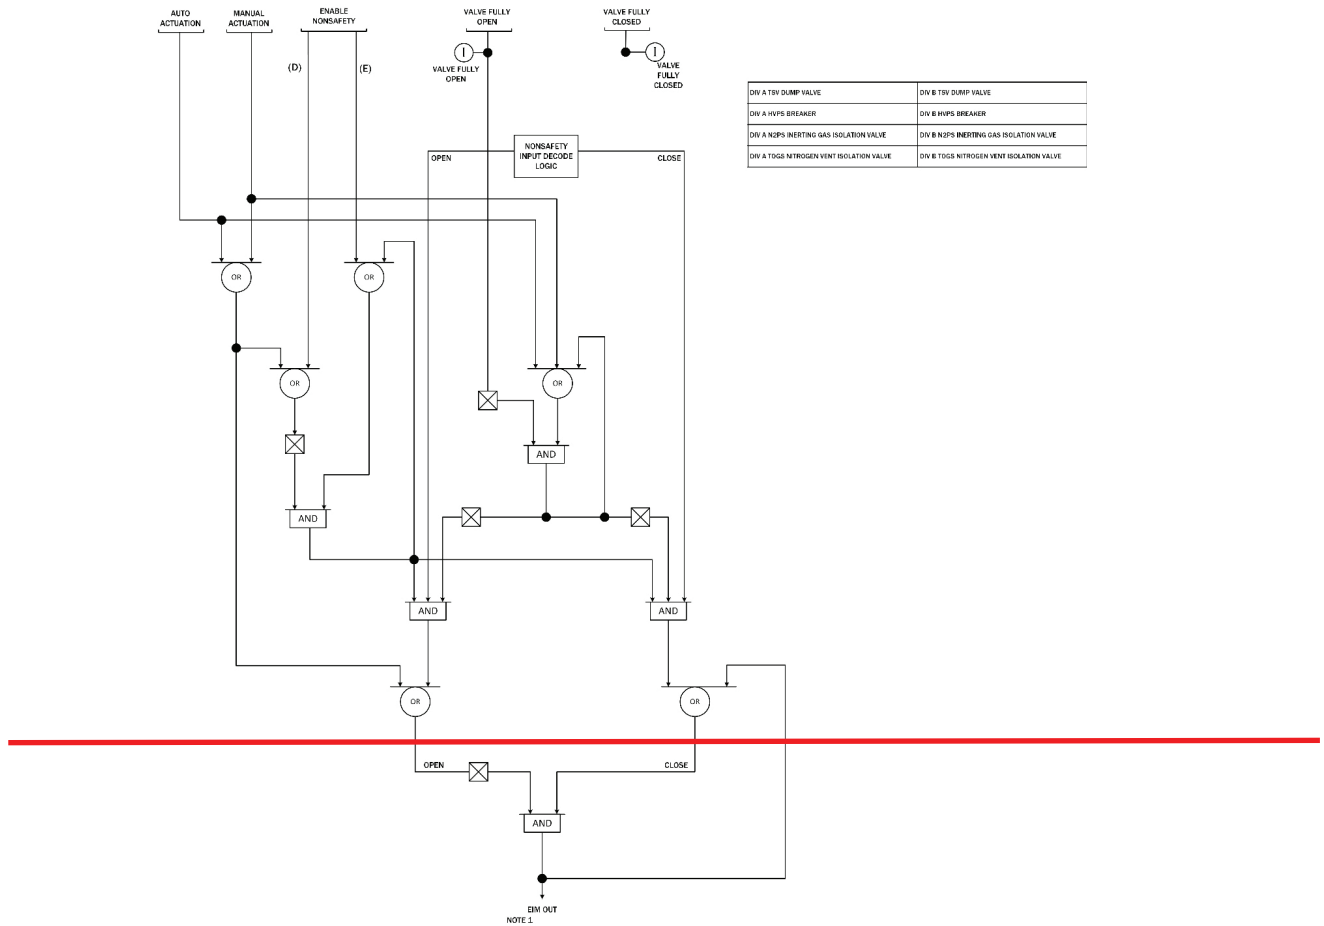 AUTO
ACTUATION
MANUAL
ACTUATION
ENABLE
NONSAFETY
VALVE FULLY
OPEN
VALVE FULLY
CLOSED
(D)
(E)
I
VALVE FULLY
OPEN
I
VALVE
FULLY
CLOSED
DIV A TSV DUMP VALVE
DIV B TSV DUMP VALVE
DIV A HVPS BREAKER
DIV B HVPS BREAKER
DIV A N2PS INERTING GAS ISOLATION VALVE
DIV B N2PS INERTING GAS ISOLATION VALVE
DIV A TOGS NITROGEN VENT ISOLATION VALVE
DIV B TOGS NITROGEN VENT ISOLATION VALVE
OPEN
NONSAFETY
INPUT DECODE
LOGIC
CLOSE
OR
OR
OR
OR
AND
AND
AND
AND
OR
OR
OPEN
CLOSE
AND
EIM OUT
NOTE 1